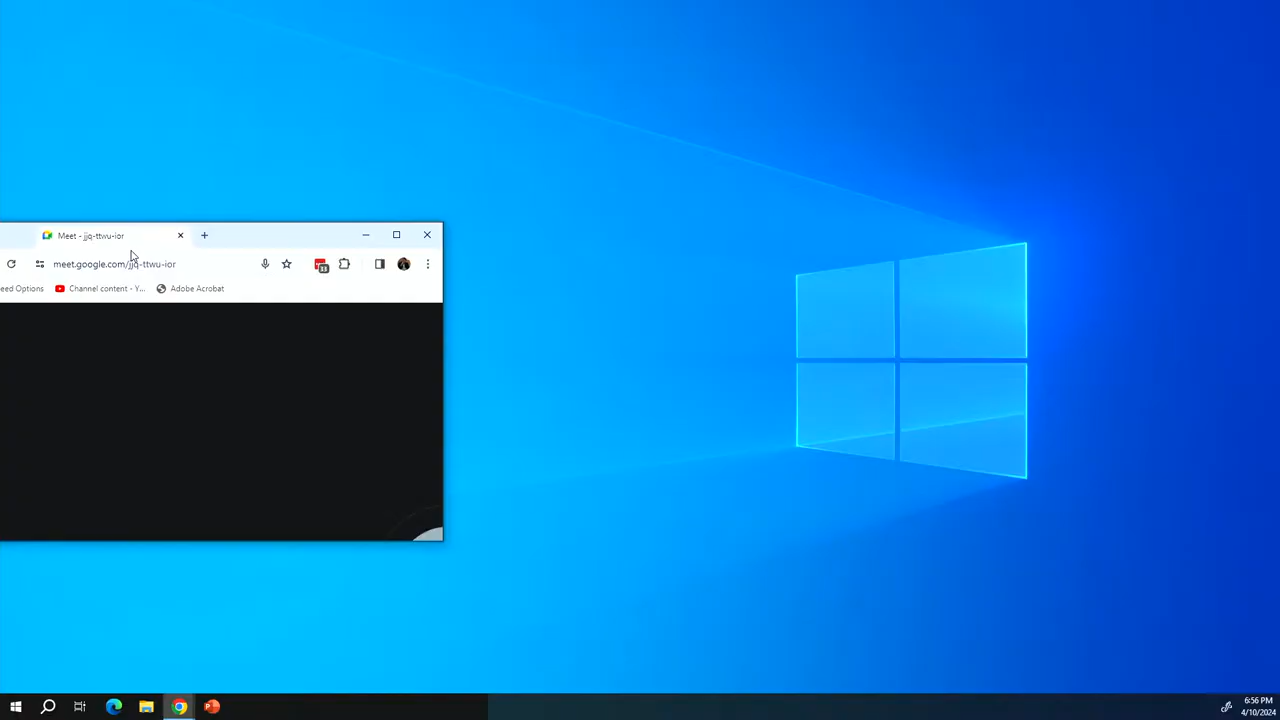 Meet - jjq-ttwu-ior
meet.google.com/jjq-ttwu-ior
33
eed Options
Channel content - Y...
Adobe Acrobat
6:56 PM
4/10/2024